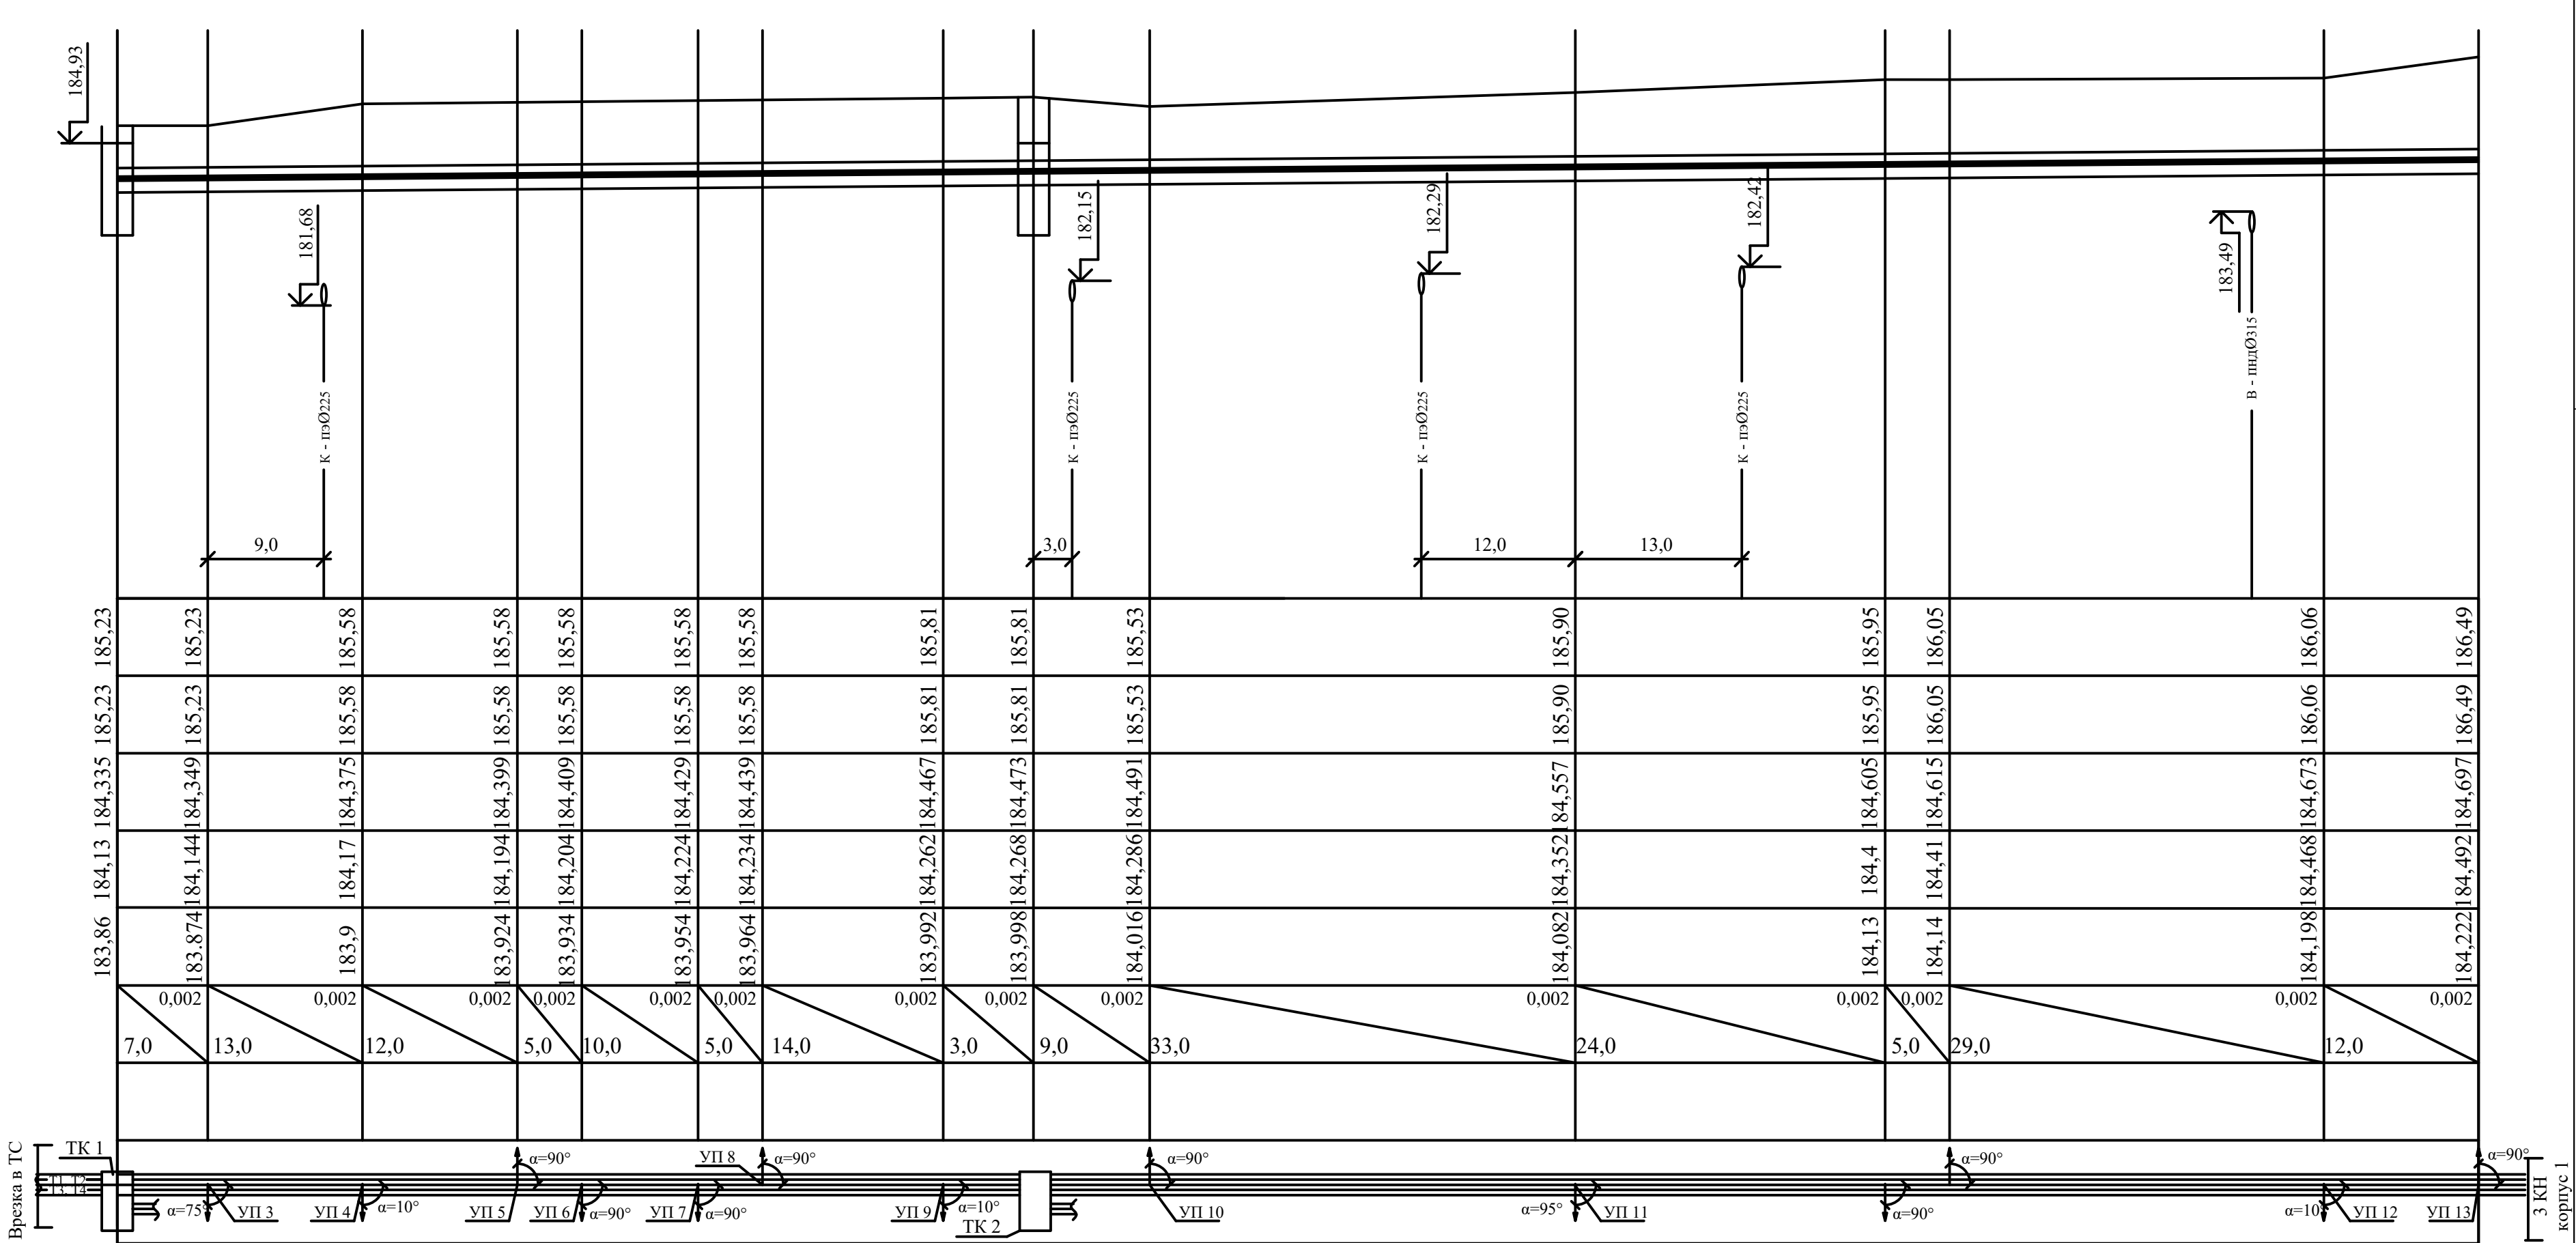 184,93
181,68
182,15
182,29
182,42
183,49
К - пэØ225
К - пэØ225
К - пэØ225
К - пэØ225
В - пндØ315
9,0
3,0
12,0
13,0
185,23 185,23 185,58 185,58 185,58 185,58 185,58 185,81 185,81 185,53 185,90 185,95 186,05 186,06 186,49
185,23 185,23 185,58 185,58 185,58 185,58 185,58 185,81 185,81 185,53 185,90 185,95 186,05 186,06 186,49
184,335 184,349 184,375 184,399 184,409 184,429 184,439 184,467 184,473 184,491 184,557 184,605 184,615 184,673 184,697
184,13 184,144 184,17 184,194 184,204 184,224 184,234 184,262 184,268 184,286 184,352 184,4 184,41 184,468 184,492
183,86 183.874 183,9 183,924 183,934 183,954 183,964 183,992 183,998 184,016 184,082 184,13 184,14 184,198 184,222
0,002 0,002 0,002 0,002 0,002 0,002 0,002 0,002 0,002 0,002 0,002 0,002 0,002 0,002
7,0 13,0 12,0 5,0 10,0 5,0 14,0 3,0 9,0 33,0 24,0 5,0 29,0 12,0
Врезка в ТС
ТК 1
Т1, Т2
Т3, Т4
α=90° УП 8 α=90° α=90° α=90° α=90°
α=75° УП 3 УП 4 α=10° УП 5 УП 6 α=90° УП 7 α=90° УП 9 α=10° УП 10 α=95° УП 11 α=90° α=10° УП 12 УП 13
ТК 2
3 КН
корпус 1